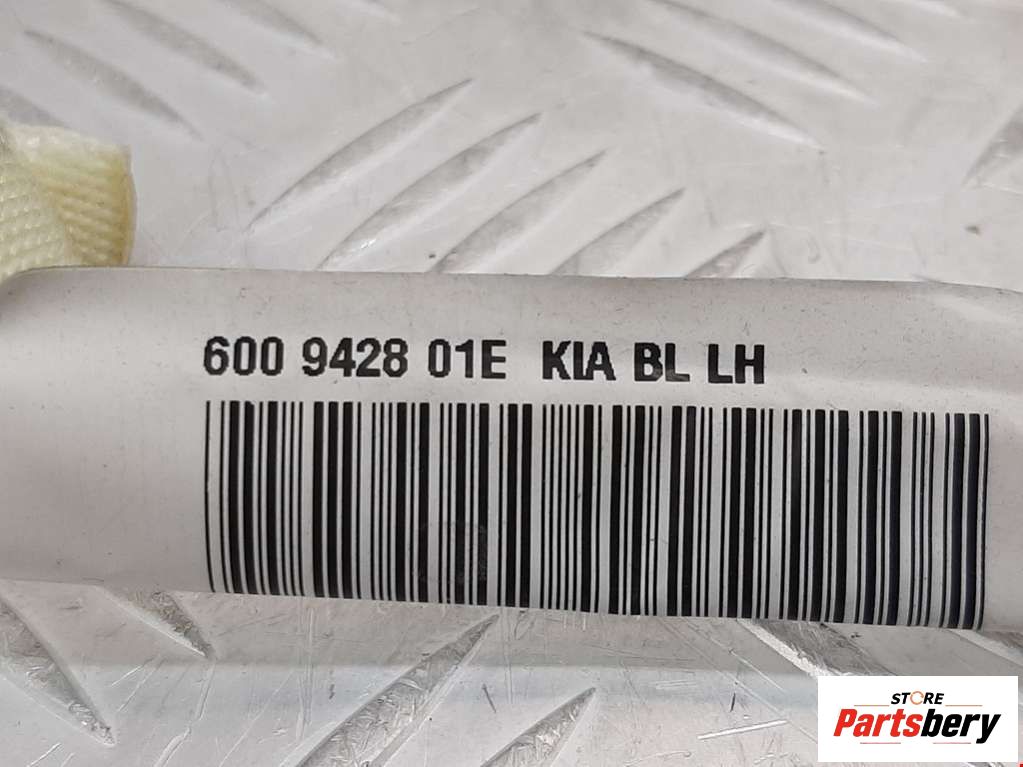 600 9428 01E KIA BL LH
STORE
Partsbery